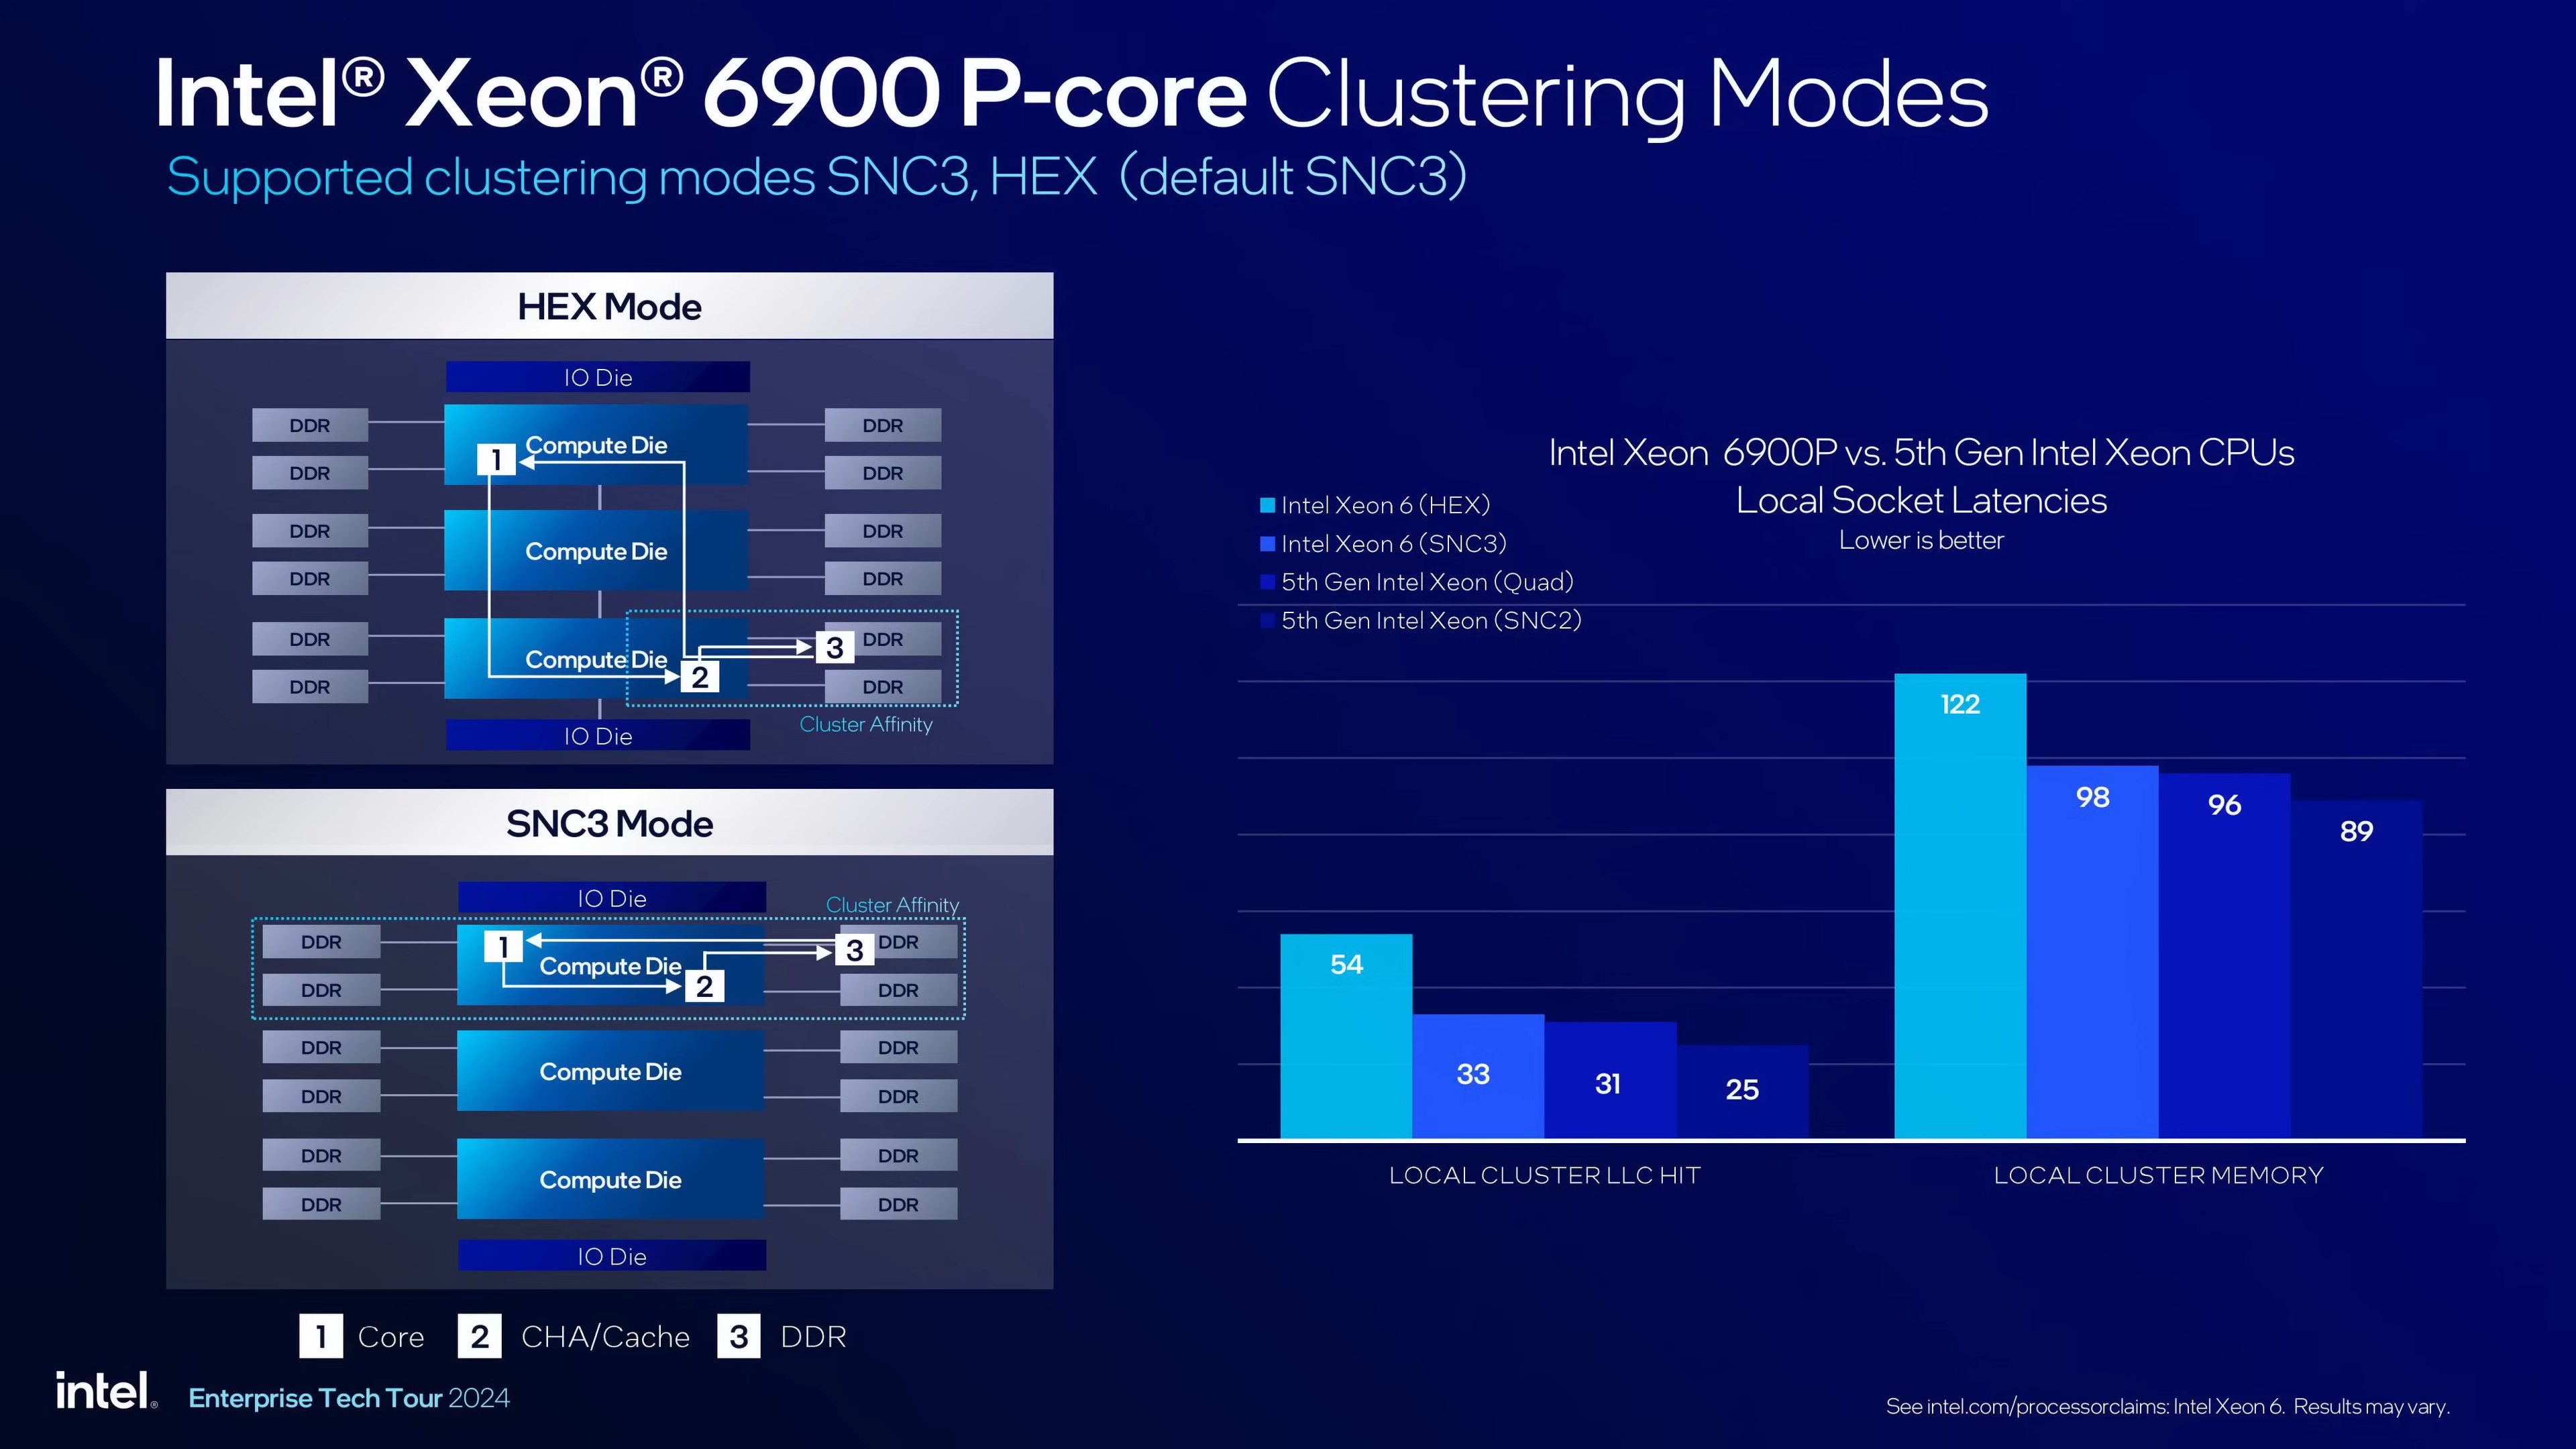 Intel® Xeon® 6900 P-core Clustering Modes
Supported clustering modes SNC3, HEX (default SNC3)
HEX Mode
IO Die
DDR
DDR
Compute Die
1
DDR
DDR
DDR
DDR
Compute Die
DDR
DDR
DDR
DDR
Compute Die
2
3
DDR
DDR
Cluster Affinity
IO Die
SNC3 Mode
IO Die
Cluster Affinity
DDR
DDR
1
Compute Die
2
3
DDR
DDR
DDR
DDR
Compute Die
DDR
DDR
DDR
DDR
Compute Die
DDR
DDR
IO Die
1 Core 2 CHA/Cache 3 DDR
Intel Xeon 6900P vs. 5th Gen Intel Xeon CPUs
Local Socket Latencies
Lower is better
Intel Xeon 6 (HEX)
Intel Xeon 6 (SNC3)
5th Gen Intel Xeon (Quad)
5th Gen Intel Xeon (SNC2)
54
33
31
25
122
98
96
89
LOCAL CLUSTER LLC HIT
LOCAL CLUSTER MEMORY
intel® Enterprise Tech Tour 2024
See intel.com/processorclaims: Intel Xeon 6. Results may vary.